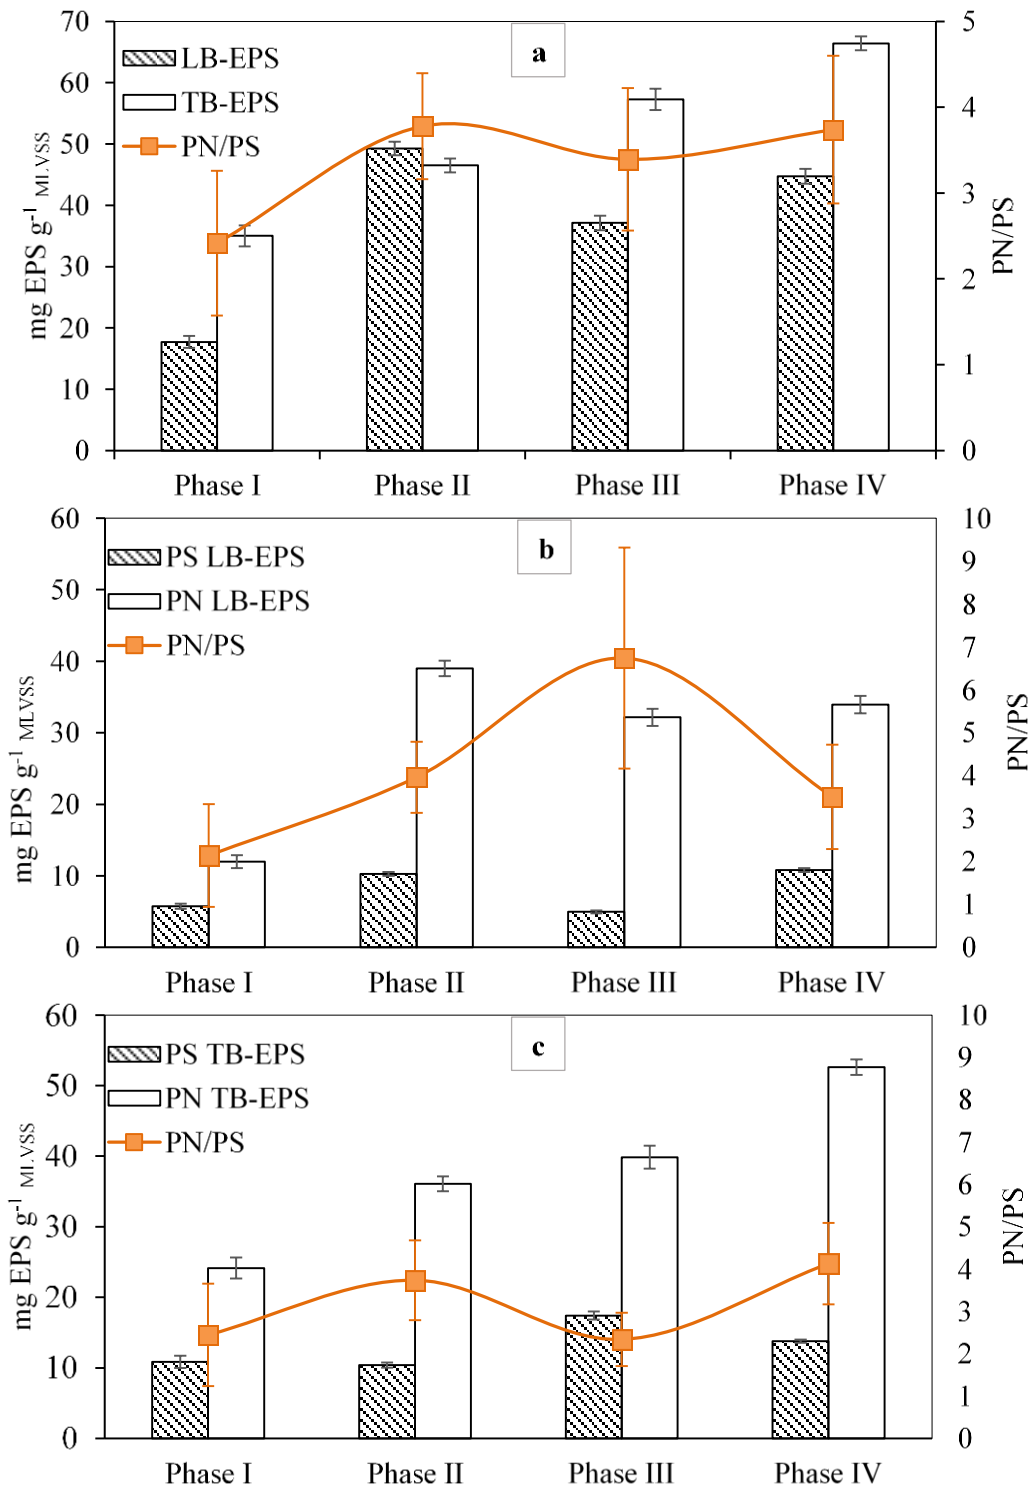 a
LB-EPS
TB-EPS
PN/PS
70
60
50
40
30
20
10
0
mg EPS g-1 MLVSS
5
4
3
2
1
0
PN/PS
Phase I Phase II Phase III Phase IV
b
PS LB-EPS
PN LB-EPS
PN/PS
60
50
40
30
20
10
0
mg EPS g-1 MLVSS
10
9
8
7
6
5
4
3
2
1
0
PN/PS
Phase I Phase II Phase III Phase IV
c
PS TB-EPS
PN TB-EPS
PN/PS
60
50
40
30
20
10
0
mg EPS g-1 MLVSS
10
9
8
7
6
5
4
3
2
1
0
PN/PS
Phase I Phase II Phase III Phase IV